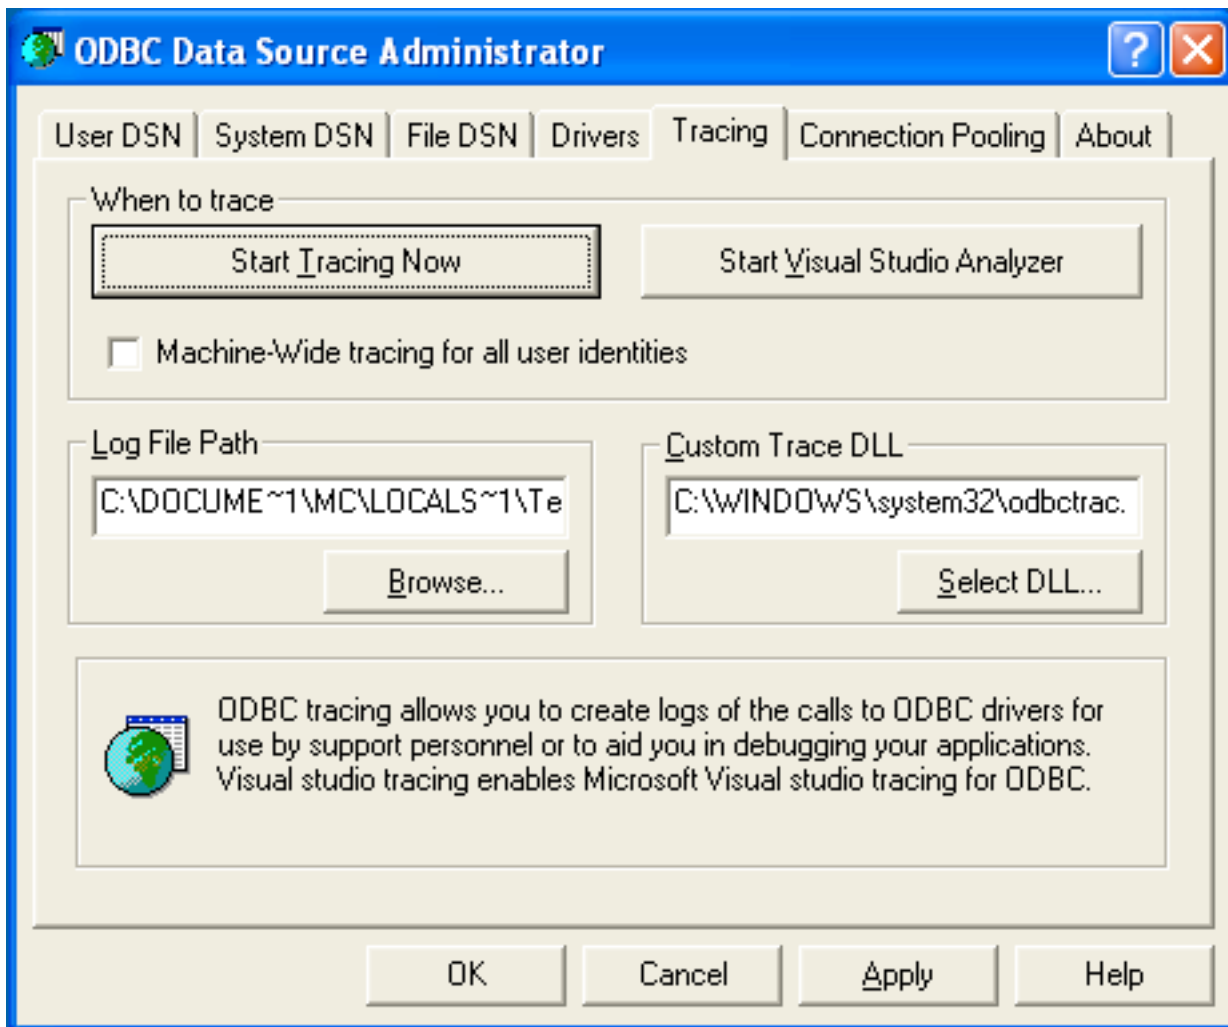 ODBC Data Source Administrator
User DSN System DSN File DSN Drivers Tracing Connection Pooling About
When to trace
Start Tracing Now Start Visual Studio Analyzer
Machine-Wide tracing for all user identities
Log File Path Custom Trace DLL
C:\DOCUME~1\MC\LOCALS~1\Te C:\WINDOWS\system32\odbctrac.
Browse... Select DLL...
ODBC tracing allows you to create logs of the calls to ODBC drivers for
use by support personnel or to aid you in debugging your applications.
Visual studio tracing enables Microsoft Visual studio tracing for ODBC.
OK Cancel Apply Help